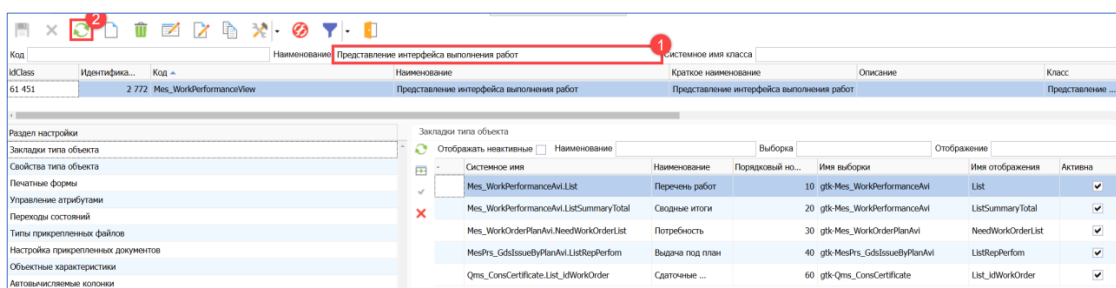 2
1
Код Наименование Представление интерфейса выполнения работ Системное имя класса
idClass Идентифика... Код Наименование Краткое наименование Описание Класс
61 451 2 772 Mes_WorkPerformanceView Представление интерфейса выполнения работ Представление интерфейса выполнения работ Представление ...
Раздел настройки Закладки типа объекта
Закладки типа объекта Отображать неактивные Наименование Выборка Отображение
Свойства типа объекта Системное имя Наименование Порядковый но... Имя выборки Имя отображения Активна
Печатные формы Mes_WorkPerformanceAvi.List Перечень работ 10 gtk-Mes_WorkPerformanceAvi List
Управление атрибутами
Переходы состояний Mes_WorkPerformanceAvi.ListSummaryTotal Сводные итоги 20 gtk-Mes_WorkPerformanceAvi ListSummaryTotal
Типы прикрепленных файлов Mes_WorkOrderPlanAvi.NeedWorkOrderList Потребность 30 gtk-Mes_WorkOrderPlanAvi NeedWorkOrderList
Настройка прикрепленных документов MesPrs_GdsIssueByPlanAvi.ListRepPerfom Выдача под план 40 gtk-MesPrs_GdsIssueByPlanAvi ListRepPerfom
Объектные характеристики Qms_ConsCertificate.List_idWorkOrder Сдаточные ... 60 gtk-Qms_ConsCertificate List_idWorkOrder
Автовычисляемые колонки